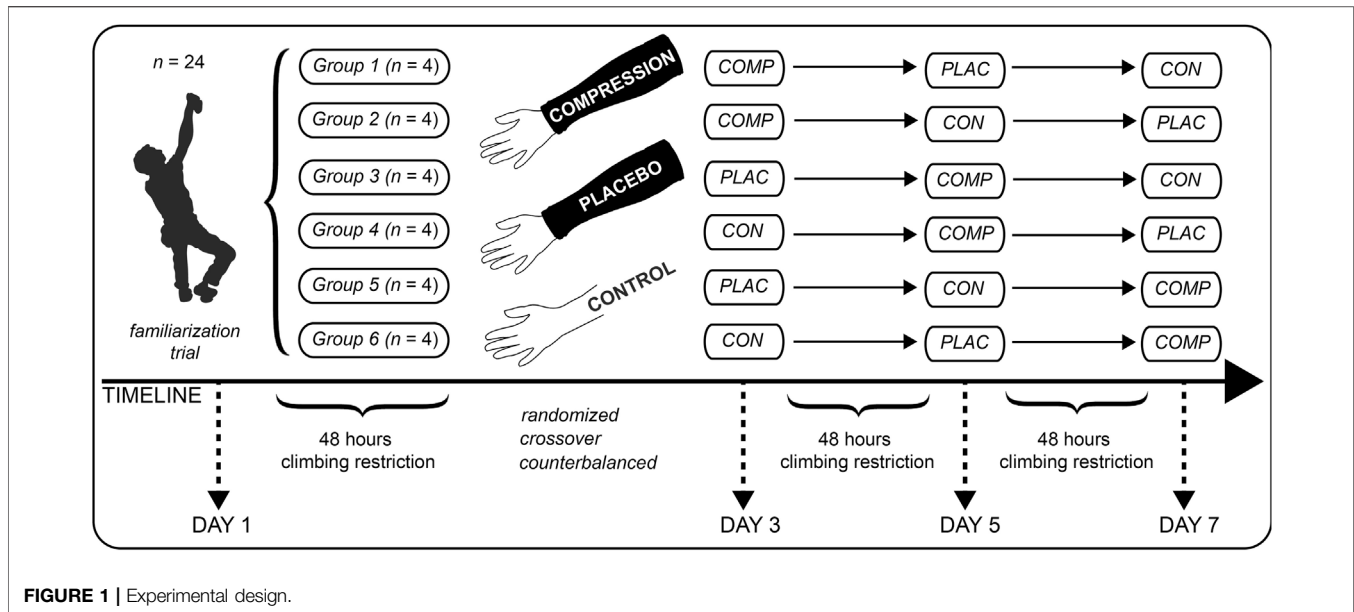 n = 24
familiarization
trial
Group 1 (n = 4)
Group 2 (n = 4)
Group 3 (n = 4)
Group 4 (n = 4)
Group 5 (n = 4)
Group 6 (n = 4)
COMPRESSION
PLACEBO
CONTROL
COMP PLAC CON
COMP CON PLAC
PLAC COMP CON
CON COMP PLAC
PLAC CON COMP
CON PLAC COMP
TIMELINE
48 hours
climbing restriction
randomized
crossover
counterbalanced
48 hours
climbing restriction
48 hours
climbing restriction
DAY 1 DAY 3 DAY 5 DAY 7
FIGURE 1 | Experimental design.